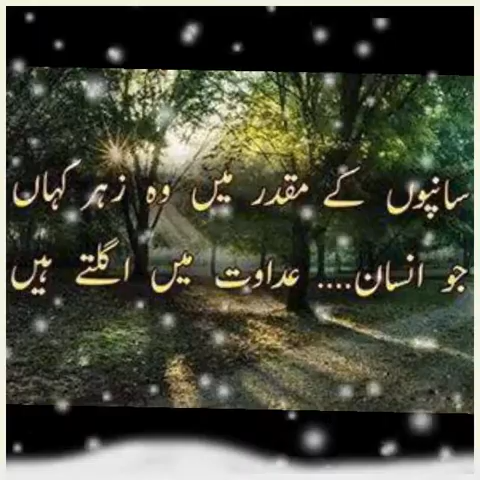 سانپوں کے مقدر میں وہ زہر کہاں
جو انسان.... عداوت میں اگلتے ہیں